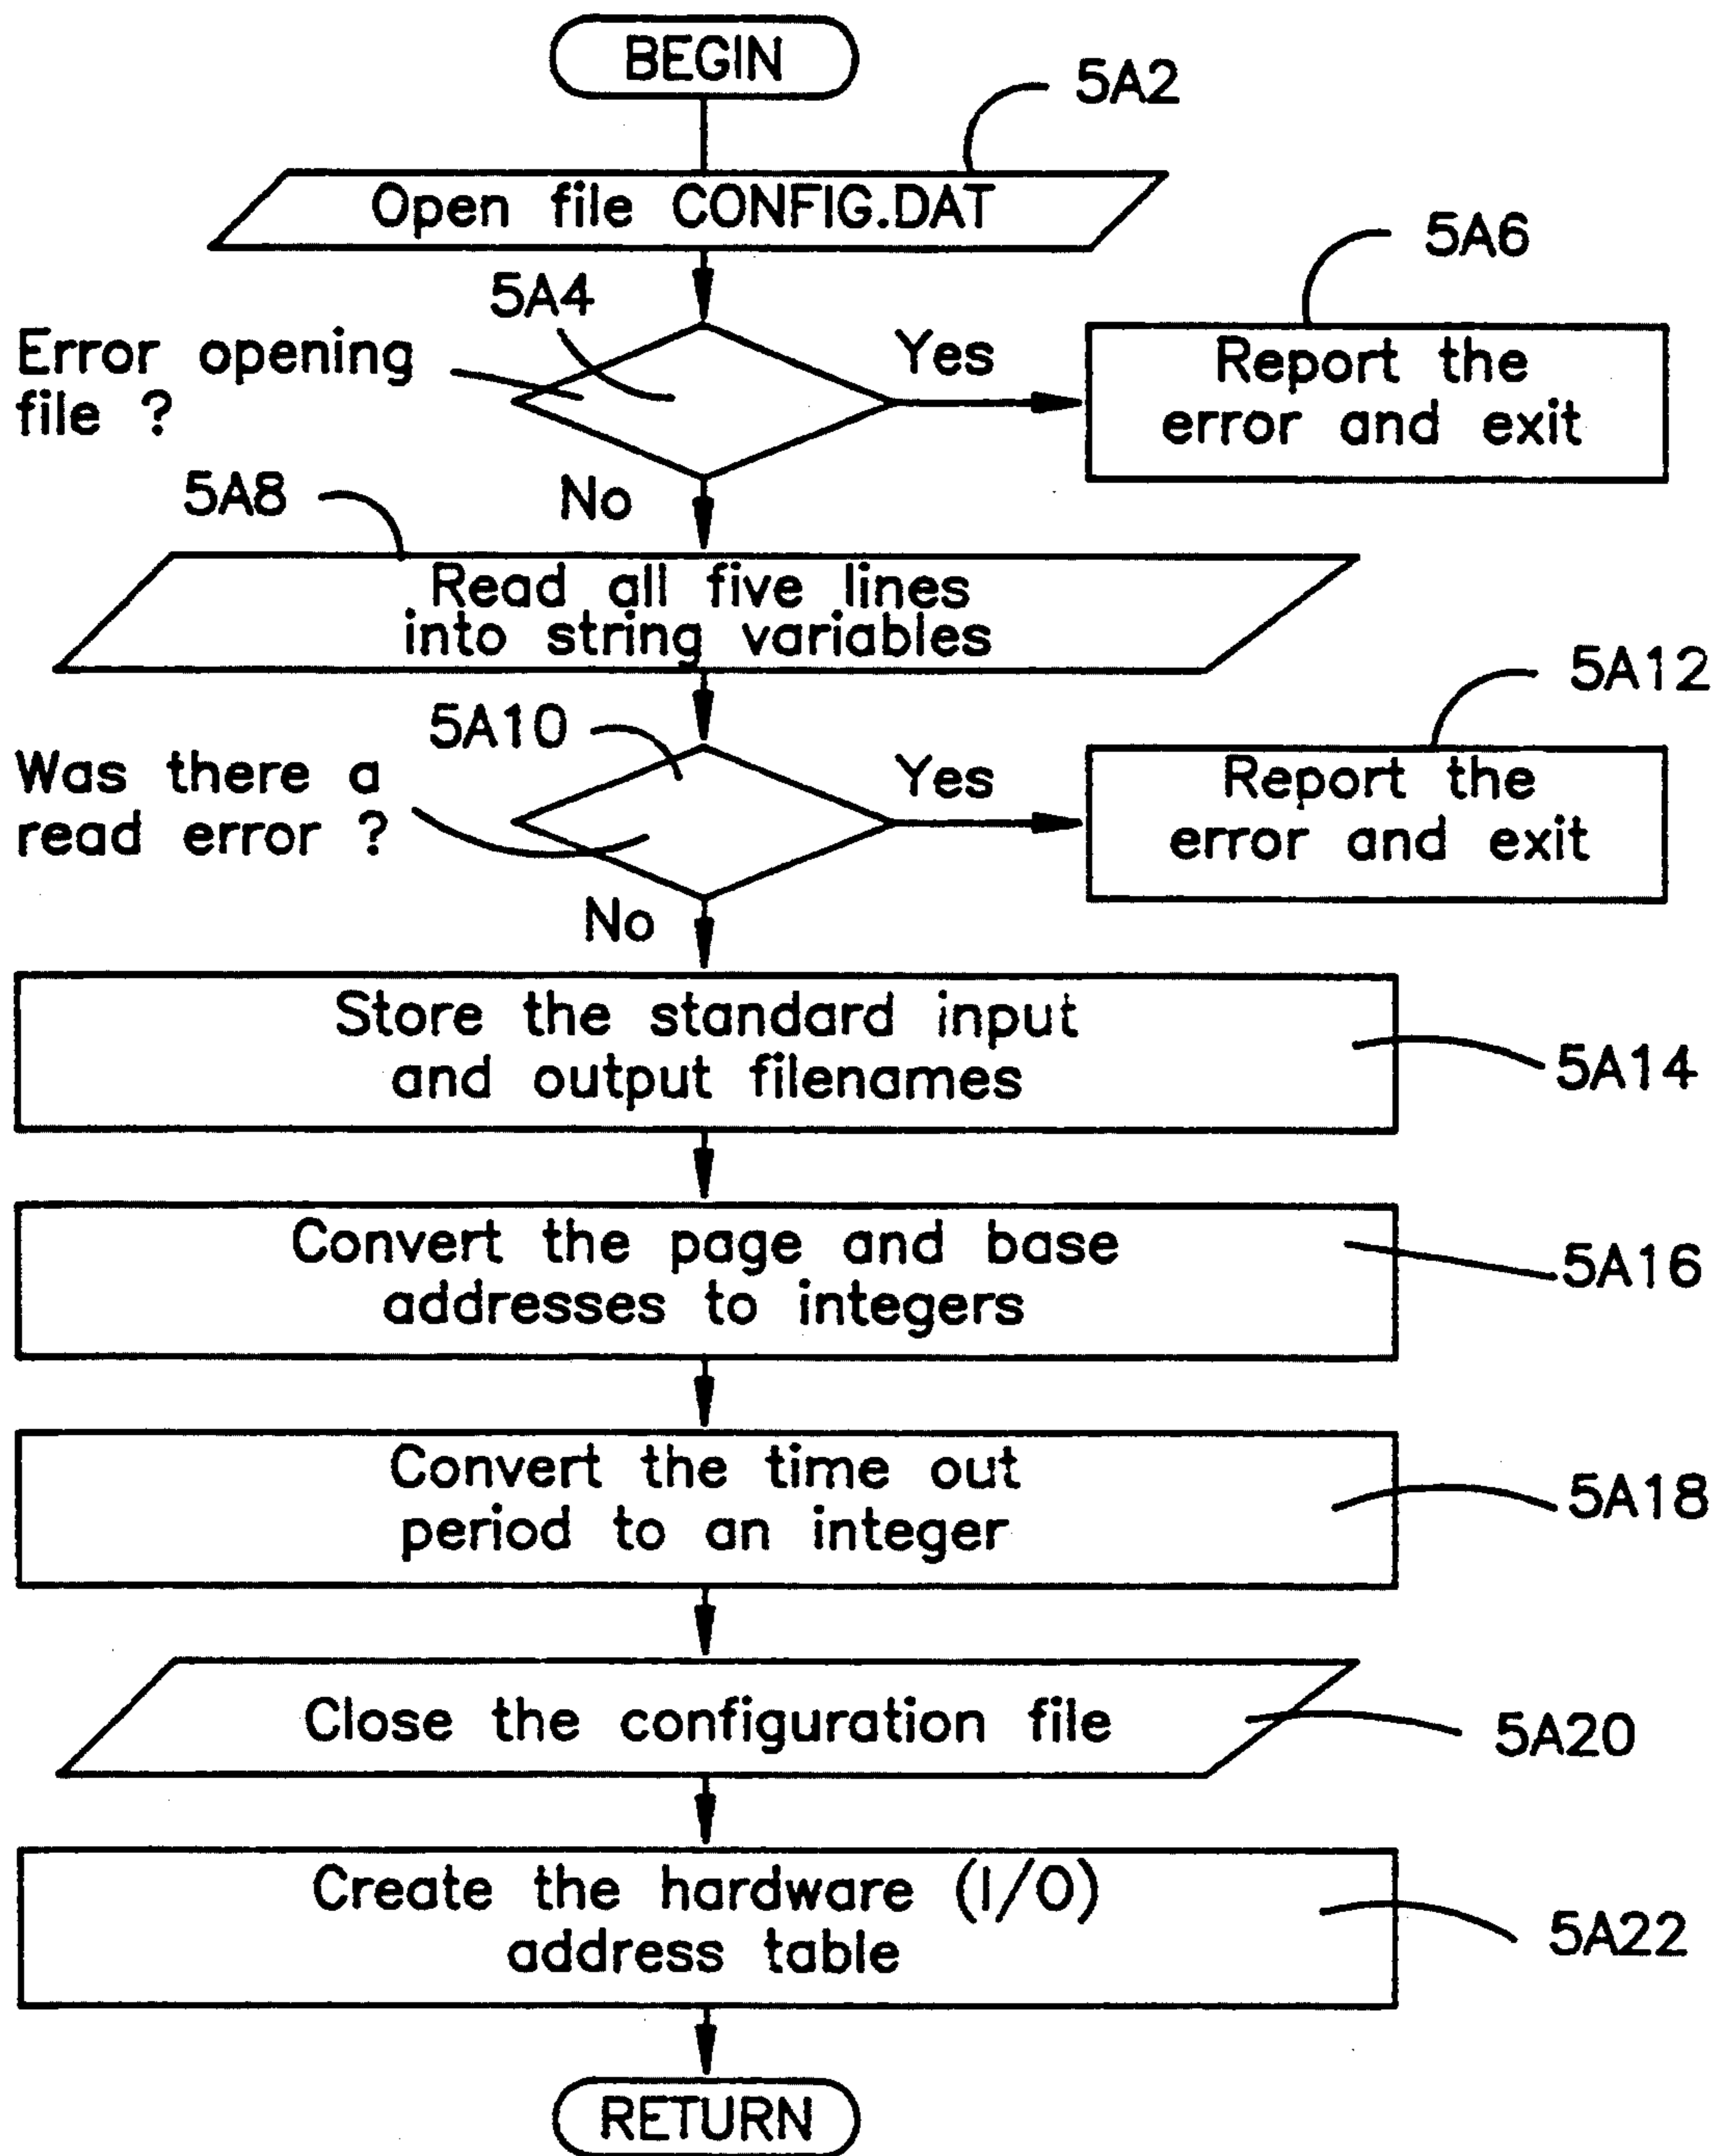 BEGIN
5A2
Open file CONFIG.DAT
5A6
5A4
Error opening
file ?
Yes
Report the
error and exit
5A8
No
Read all five lines
into string variables
5A12
5A10
Was there a
read error ?
Yes
Report the
error and exit
No
Store the standard input
and output filenames
5A14
Convert the page and base
addresses to integers
5A16
Convert the time out
period to an integer
5A18
Close the configuration file
5A20
Create the hardware (I/O)
address table
5A22
RETURN